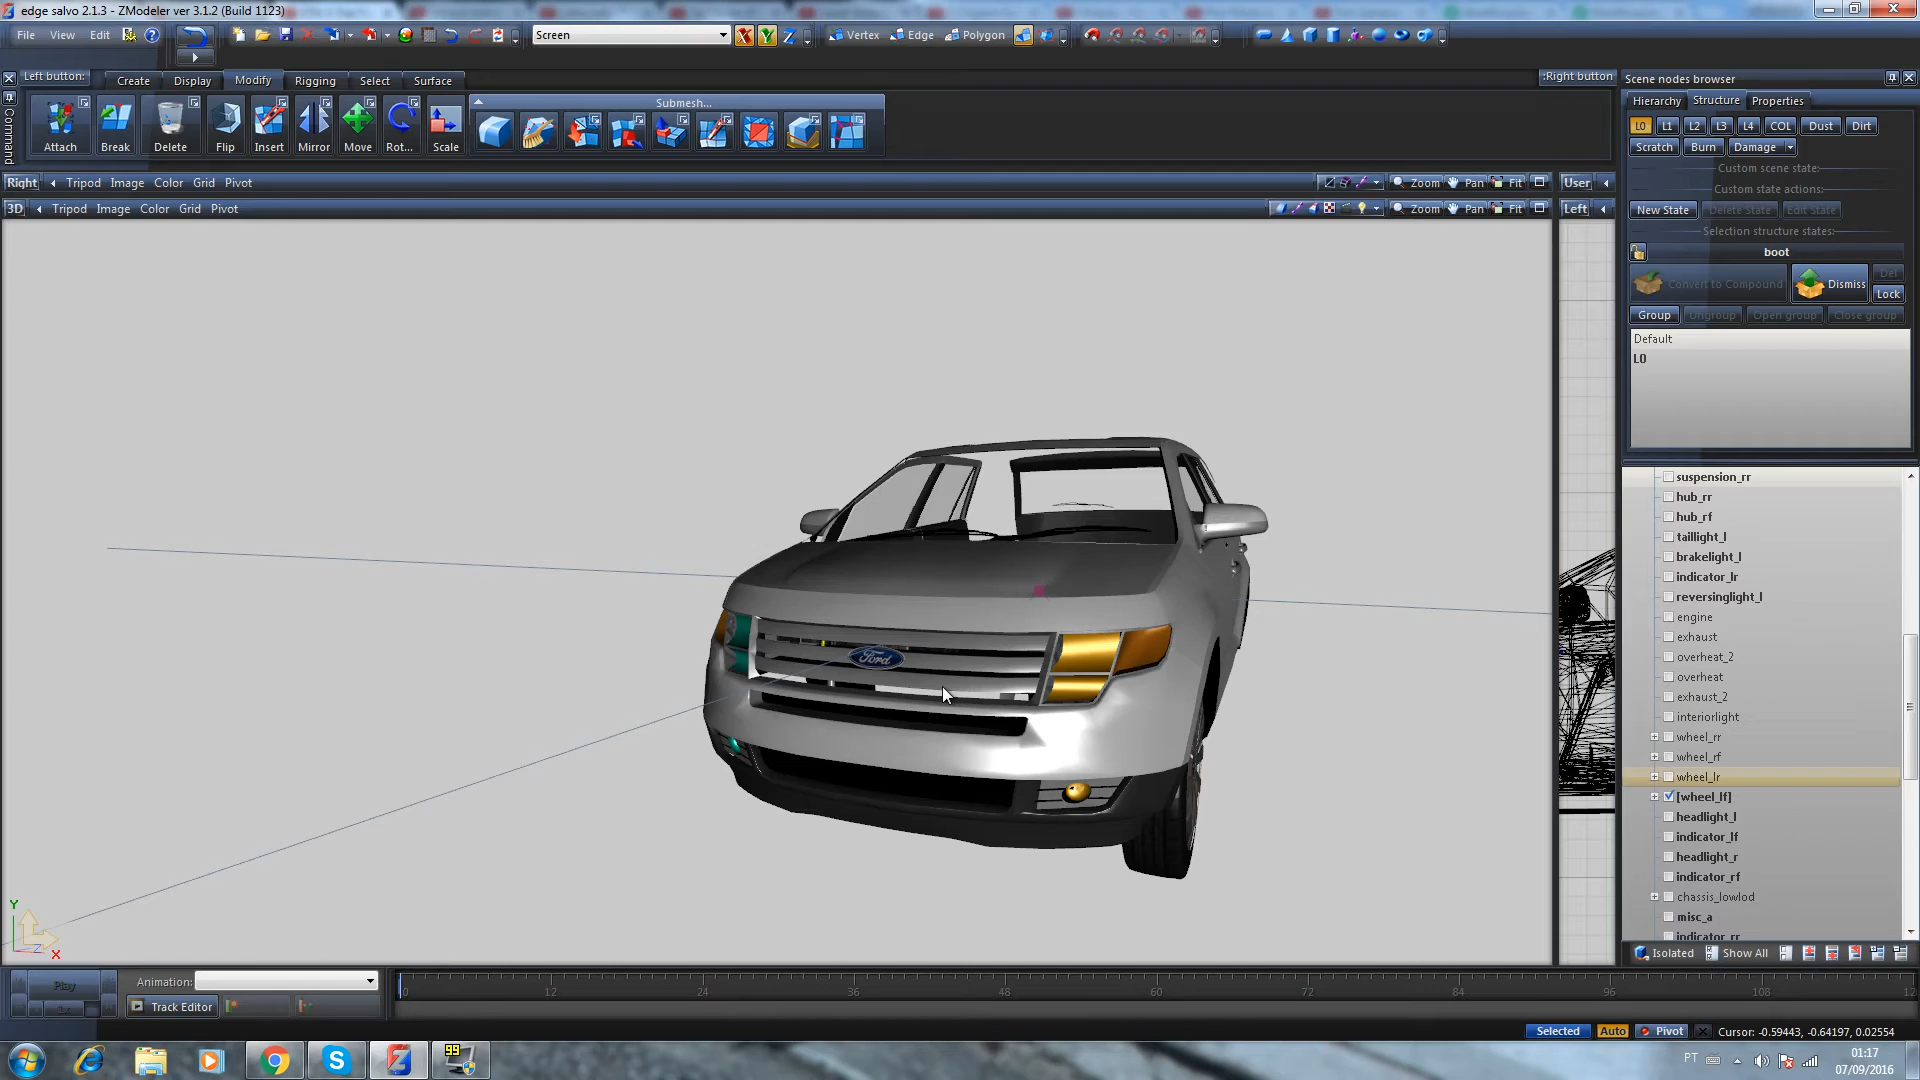 edge salvo 2.1.3 - ZModeler ver 3.1.2 (Build 1123)
File View Edit
Screen
X Y Z
Vertex Edge Polygon
Left button:
Create Display Modify Rigging Select Surface
:Right button
Command
Attach Break Delete Flip Insert Mirror Move Rot... Scale
Submesh...
Right Tripod Image Color Grid Pivot
Zoom Pan Fit
User
3D Tripod Image Color Grid Pivot
Zoom Pan Fit
Left
Ford
Y
Z
X
Scene nodes browser
Hierarchy Structure Properties
L0 L1 L2 L3 L4 COL Dust Dirt
Scratch Burn Damage
Custom scene state:
Custom state actions:
New State Delete State Edit State
Selection structure states:
boot
Convert to Compound Dismiss Del
Lock
Group Ungroup Open group Close group
Default
L0
suspension_rr
hub_rr
hub_rf
taillight_l
brakelight_l
indicator_lr
reversinglight_l
engine
exhaust
overheat_2
overheat
exhaust_2
interiorlight
wheel_rr
wheel_rf
wheel_lr
[wheel_lf]
headlight_l
indicator_lf
headlight_r
indicator_rf
chassis_lowlod
misc_a
indicator_rr
Isolated Show All
Play
Animation:
Track Editor
0 12 24 36 48 60 72 84 96 108 12
Selected Auto Pivot Cursor: -0.59443, -0.64197, 0.02554
99
PT
01:17
07/09/2016